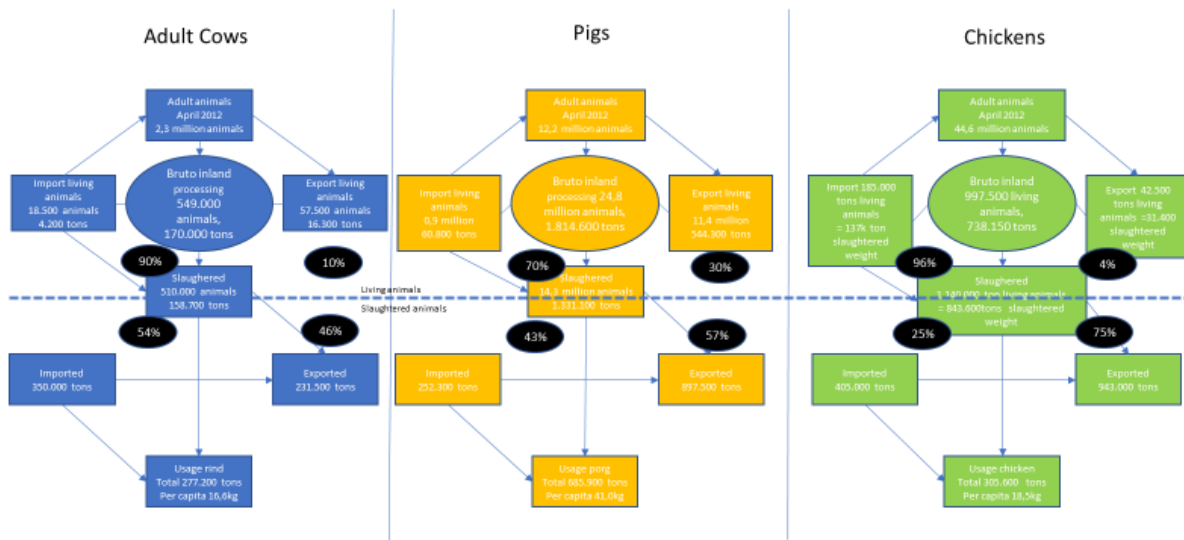 Adult Cows
Adult animals
April 2012
2,3 million animals
Bruto inland
processing
549.000
animals,
170.000 tons
Import living
animals
18.500 animals
4.200 tons
Export living
animals
57.500 animals
16.300 tons
90%
10%
Slaughered
510.000 animals
158.700 tons
Living animals
Slaughtered animals
54%
46%
Imported
350.000 tons
Exported
231.500 tons
Usage rind
Total 277.200 tons
Per capita 16,6kg
Pigs
Adult animals
April 2012
12,2 million animals
Bruto inland
processing 24,8
million animals,
1.814.600 tons
Import living
animals
0,9 million
60.800 tons
Export living
animals
11,4 million
544.300 tons
70%
30%
Slaughered
14,3 million animals
1.331.100 tons
43%
57%
Imported
252.300 tons
Exported
897.500 tons
Usage porg
Total 685.900 tons
Per capita 41,0kg
Chickens
Adult animals
April 2012
44,6 million animals
Bruto inland
997.500 living
animals,
738.150 tons
Import 185.000
tons living
animals
= 137k ton
slaughtered
weight
Export 42.500
tons living
animals =31.400
slaughtered
weight
96%
4%
Slaughered
1.140.000 ton living animals
= 843.600tons slaughtered
weight
25%
75%
Imported
405.000 tons
Exported
943.000 tons
Usage chicken
Total 305.600 tons
Per capita 18,5kg